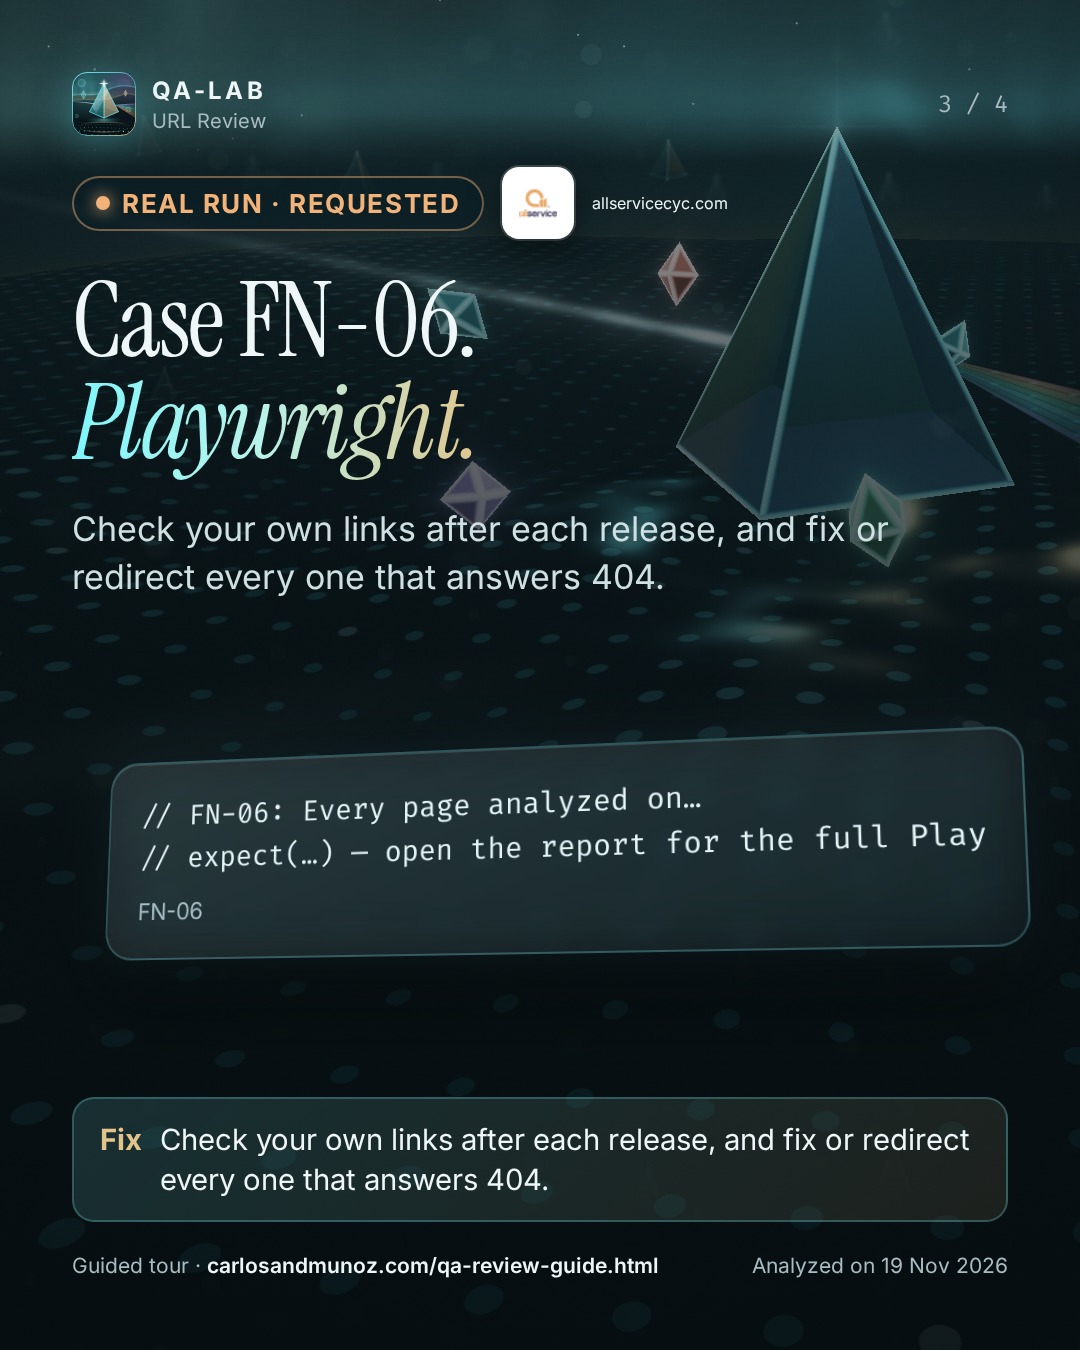 QA-LAB
URL Review
3 / 4
REAL RUN · REQUESTED
allservice
allservicecyc.com
Case FN-06.
Playwright.
Check your own links after each release, and fix or
redirect every one that answers 404.
// FN-06: Every page analyzed on…
// expect(…) — open the report for the full Play
FN-06
Fix Check your own links after each release, and fix or redirect
every one that answers 404.
Guided tour · carlosandmunoz.com/qa-review-guide.html
Analyzed on 19 Nov 2026